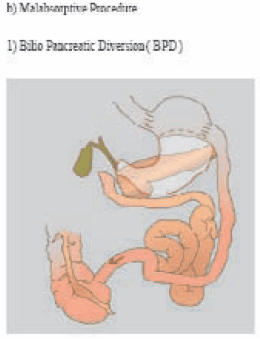 b) Malabsorptive Procedure
1) Bilio Pancreatic Diversion( BPD )